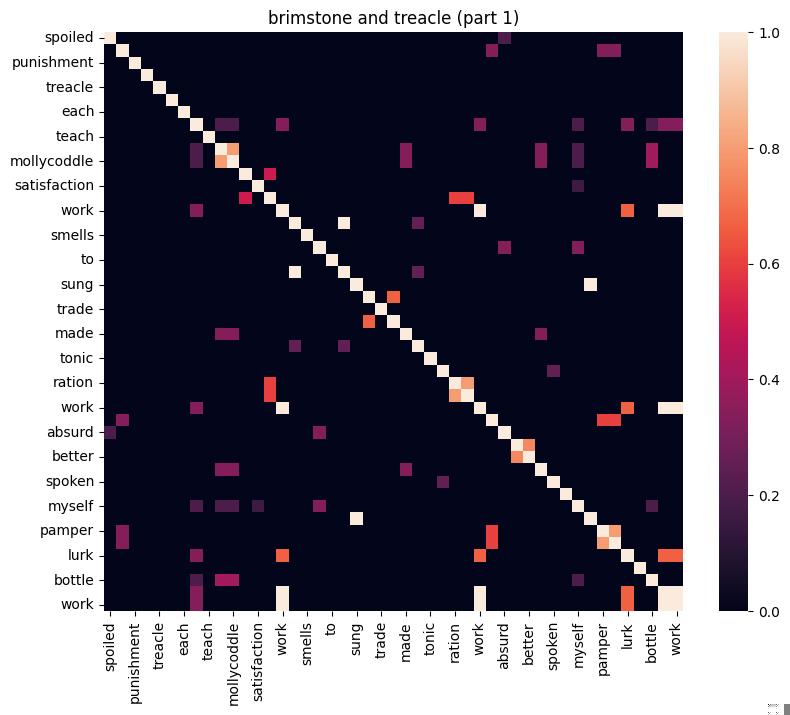 brimstone and treacle (part 1)
spoiled
punishment
treacle
each
teach
mollycoddle
satisfaction
work
smells
to
sung
trade
made
tonic
ration
work
absurd
better
spoken
myself
pamper
lurk
bottle
work
1.0
0.8
0.6
0.4
0.2
0.0
spoiled
punishment
treacle
each
teach
mollycoddle
satisfaction
work
smells
to
sung
trade
made
tonic
ration
work
absurd
better
spoken
myself
pamper
lurk
bottle
work